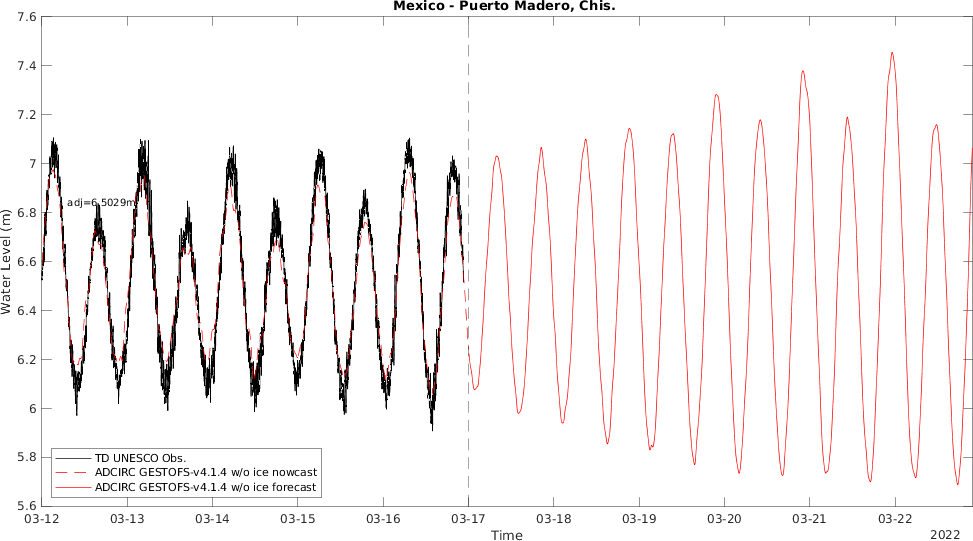 Mexico - Puerto Madero, Chis.
7.6
7.4
7.2
7
6.8
6.6
6.4
6.2
6
5.8
5.6
Water Level (m)
adj=6.5029m
TD UNESCO Obs.
ADCIRC GESTOFS-v4.1.4 w/o ice nowcast
ADCIRC GESTOFS-v4.1.4 w/o ice forecast
03-12 03-13 03-14 03-15 03-16 03-17 03-18 03-19 03-20 03-21 03-22
Time
2022